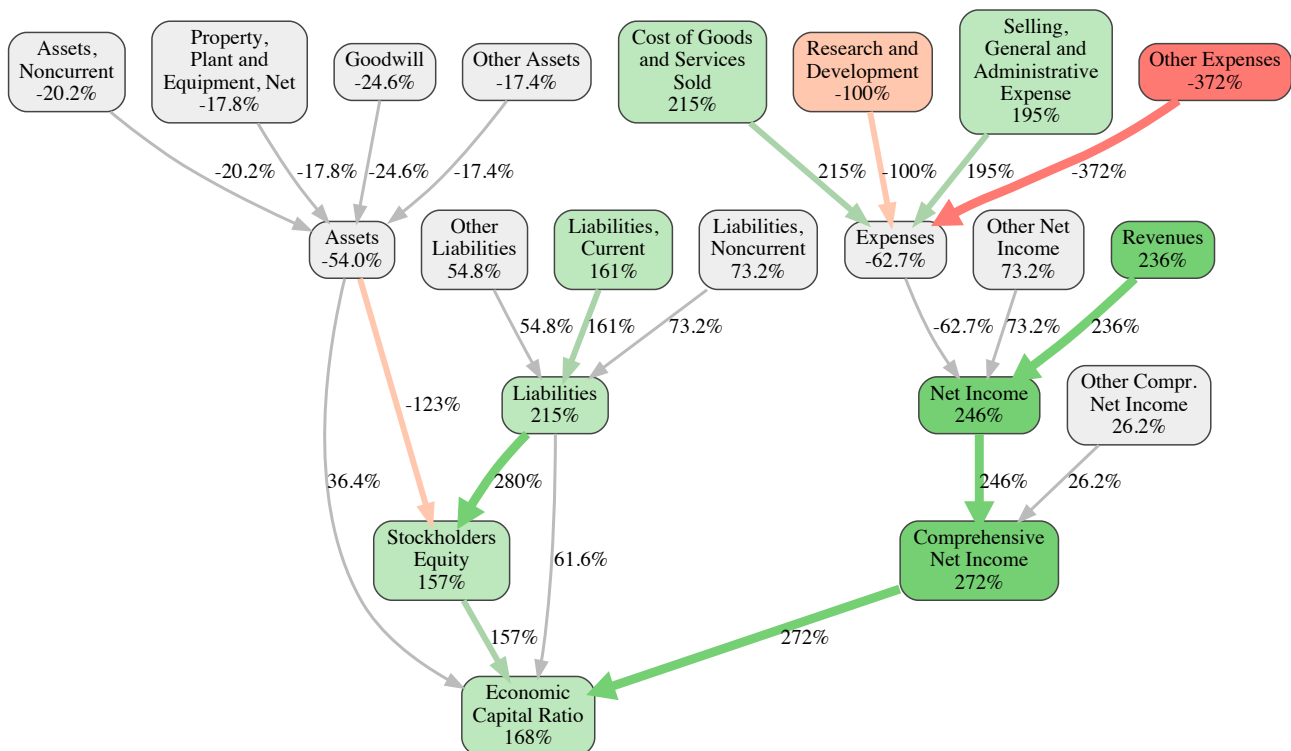 Assets,
Noncurrent
-20.2%
Property,
Plant and
Equipment, Net
-17.8%
Goodwill
-24.6%
Other Assets
-17.4%
Cost of Goods
and Services
Sold
215%
Research and
Development
-100%
Selling,
General and
Administrative
Expense
195%
Other Expenses
-372%
-20.2%
-17.8%
-24.6%
-17.4%
215%
-100%
195%
-372%
Assets
-54.0%
Other
Liabilities
54.8%
Liabilities,
Current
161%
Liabilities,
Noncurrent
73.2%
Expenses
-62.7%
Other Net
Income
73.2%
Revenues
236%
54.8%
161%
73.2%
-62.7%
73.2%
236%
-123%
Liabilities
215%
Net Income
246%
Other Compr.
Net Income
26.2%
36.4%
280%
61.6%
246%
26.2%
Stockholders
Equity
157%
Comprehensive
Net Income
272%
157%
272%
Economic
Capital Ratio
168%